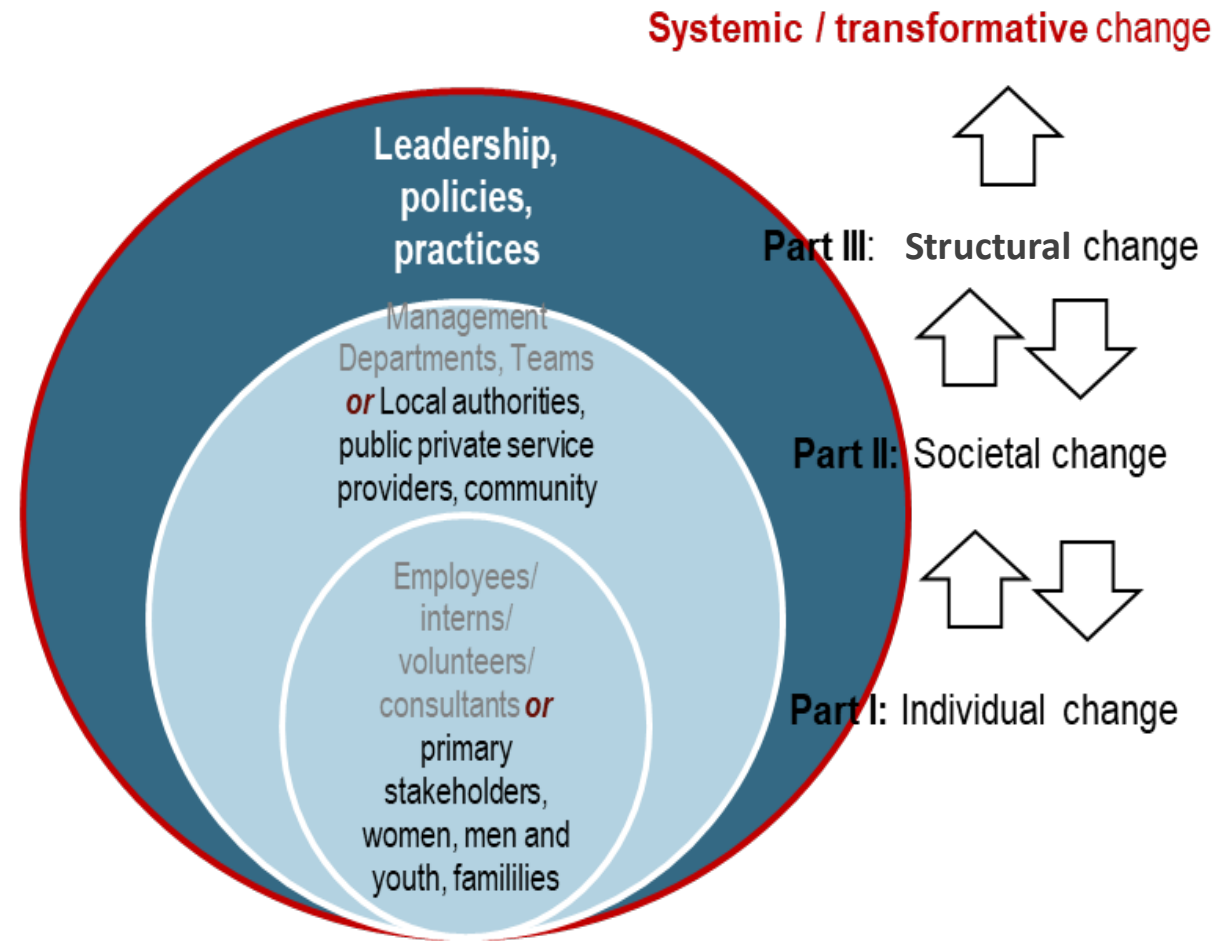 Systemic / transformative change
Leadership,
policies,
practices
Part III: Structural change
Management
Departments, Teams
or Local authorities,
public private service
providers, community
Part II: Societal change
Employees/
interns/
volunteers/
consultants or
primary
stakeholders,
women, men and
youth, famililies
Part I: Individual change